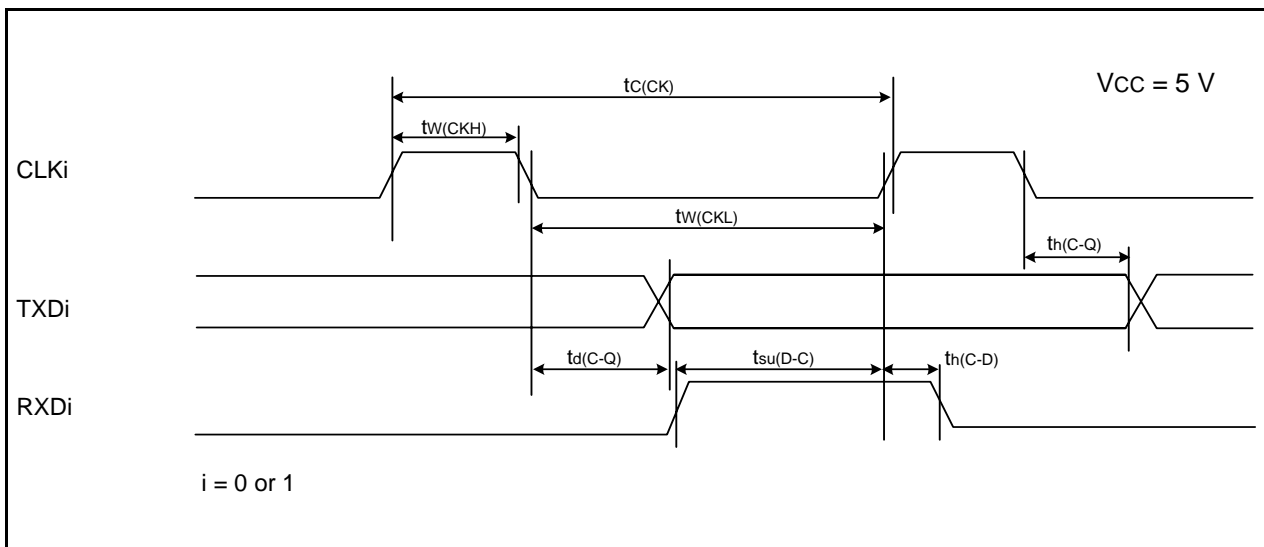 tC(CK)
VCC = 5 V
tW(CKH)
CLKi
tW(CKL)
th(C-Q)
TXDi
td(C-Q)
tsu(D-C)
th(C-D)
RXDi
i = 0 or 1